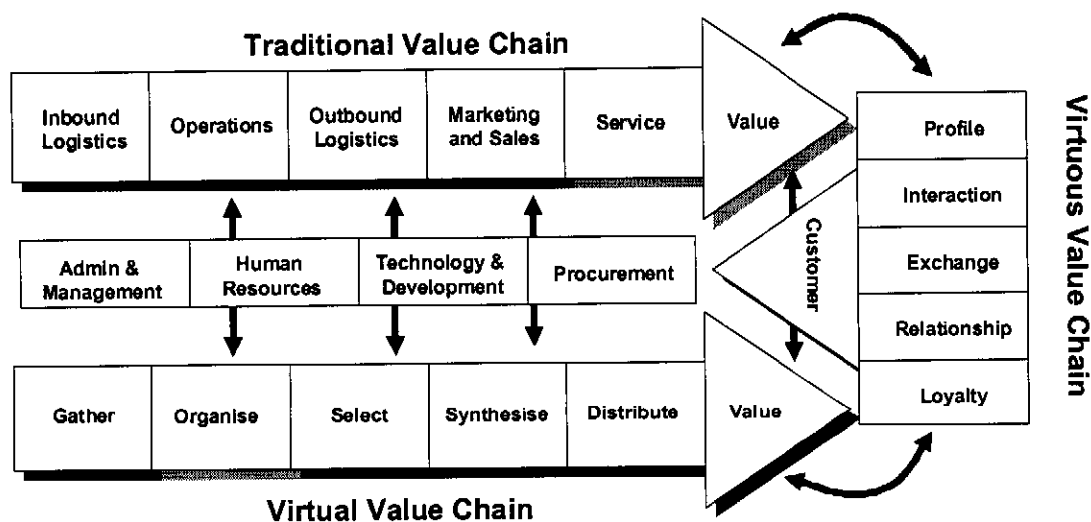 Traditional Value Chain
Inbound
Logistics
Operations
Outbound
Logistics
Marketing
and Sales
Service
Value
Admin &
Management
Human
Resources
Technology &
Development
Procurement
Customer
Gather
Organise
Select
Synthesise
Distribute
Value
Virtual Value Chain
Profile
Interaction
Exchange
Relationship
Loyalty
Virtuous Value Chain